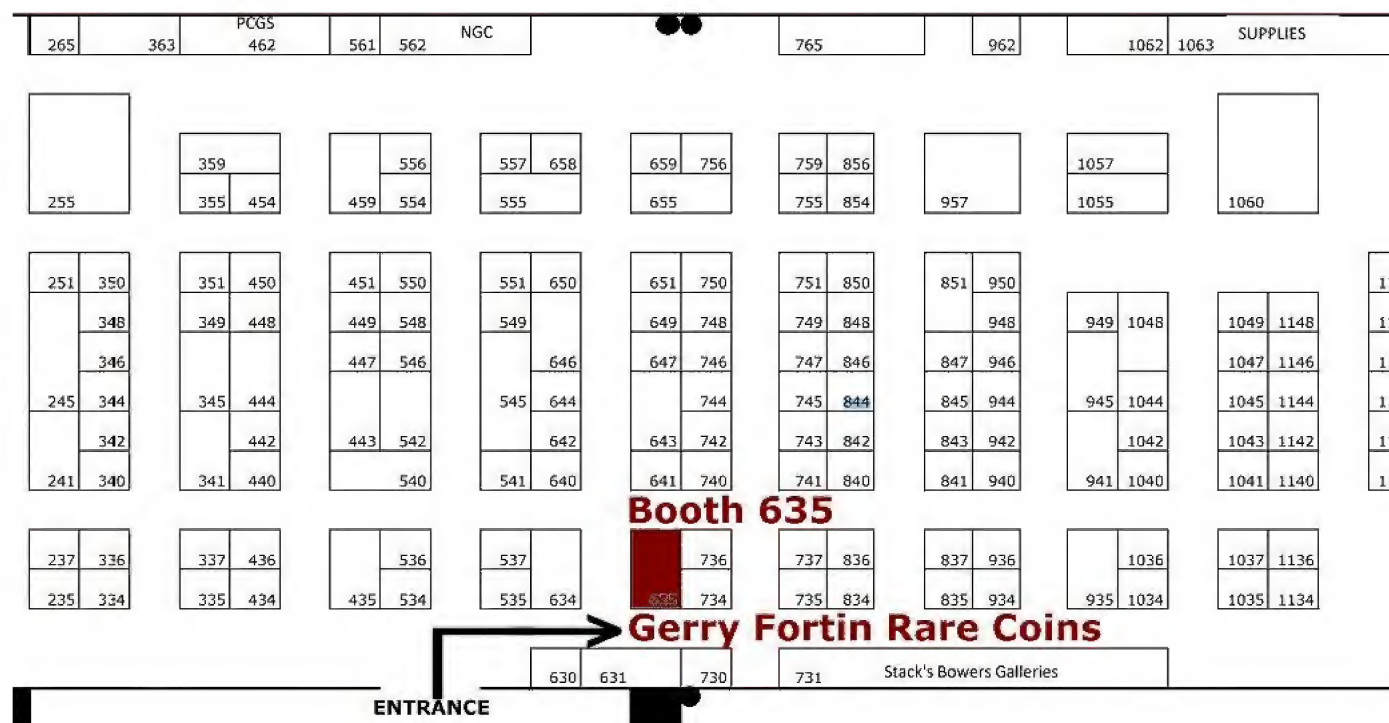 PCGS NGC SUPPLIES
265 363 462 561 562 765 962 1062 1063
359 556 557 658 659 756 759 856 1057
255 355 454 459 554 555 655 755 854 957 1055 1060
251 350 351 450 451 550 551 650 651 750 751 850 851 950
348 349 448 449 548 549 649 748 749 848 948 949 1048 1049 1148
346 447 546 646 647 746 747 846 847 946 1047 1146
245 344 345 444 545 644 744 745 844 845 944 945 1044 1045 1144
342 442 443 542 642 643 742 743 842 843 942 1042 1043 1142
241 340 341 440 540 541 640 641 740 741 840 841 940 941 1040 1041 1140
Booth 635
237 336 337 436 536 537 736 737 836 837 936 1036 1037 1136
235 334 335 434 435 534 535 634 635 734 735 834 835 934 935 1034 1035 1134
Gerry Fortin Rare Coins
630 631 730 731 Stack's Bowers Galleries
ENTRANCE